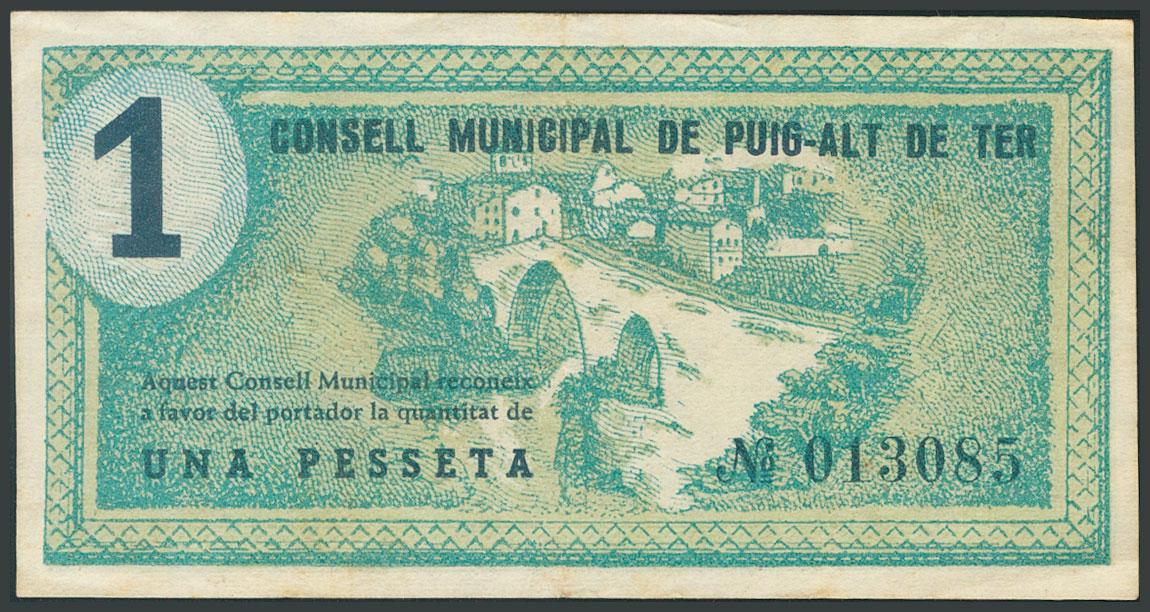 1
CONSELL MUNICIPAL DE PUIG-ALT DE TER
Aquest Consell Municipal reconeix
a favor del portador la quantitat de
UNA PESSETA
Nº 013085